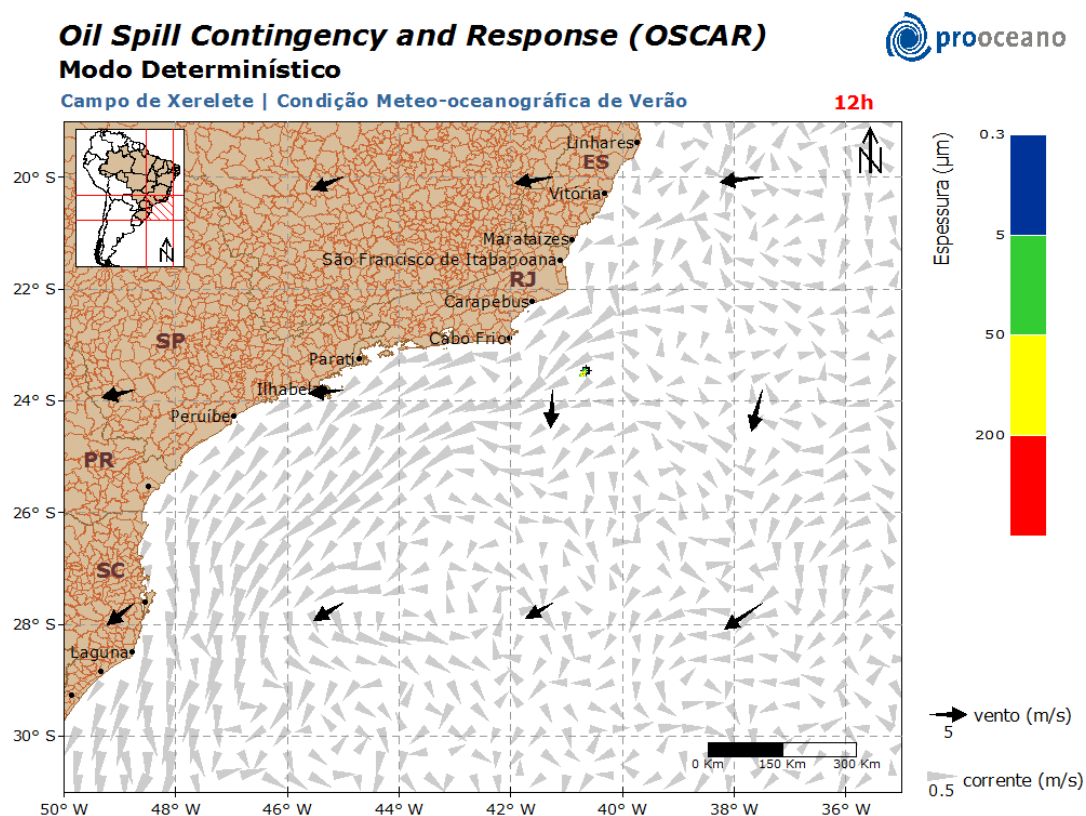 Oil Spill Contingency and Response (OSCAR)
prooceano
Modo Determinístico
Campo de Xerelete | Condição Meteo-oceanográfica de Verão
12h
Linhares
ES
Vitória
Marataizes
São Francisco de Itabapoana
RJ
Carapebus
Cabo Frio
SP
Parati
Ilhabela
Peruibe
PR
SC
Laguna
N
N
20° S
22° S
24° S
26° S
28° S
30° S
50° W
48° W
46° W
44° W
42° W
40° W
38° W
36° W
0 Km
150 Km
300 Km
Espessura (μm)
0.3
5
50
200
vento (m/s)
5
corrente (m/s)
0.5